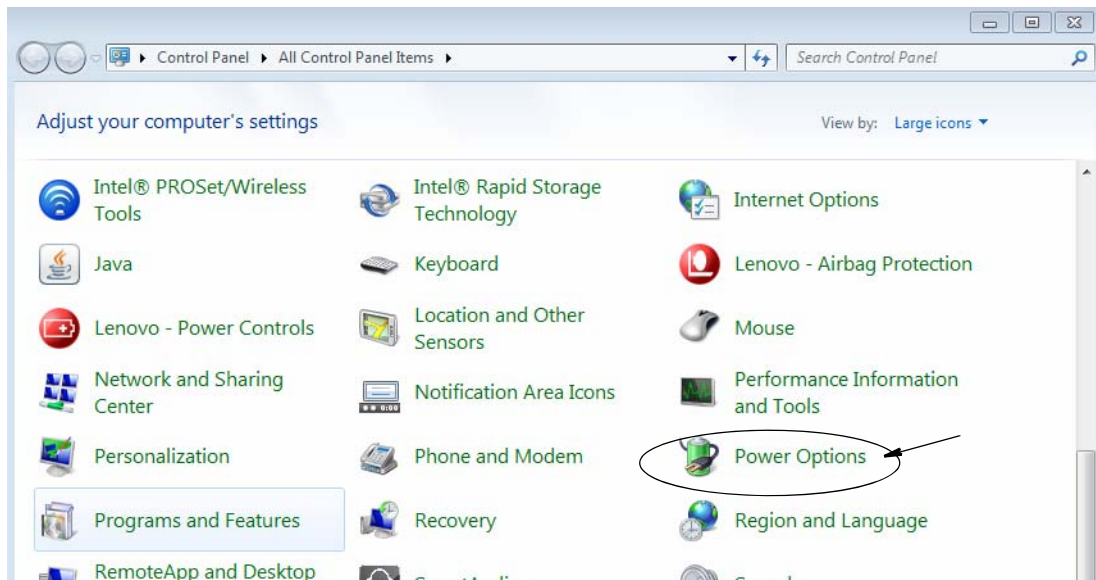 Control Panel
All Control Panel Items
Search Control Panel
Adjust your computer's settings
View by: Large icons
Intel® PROSet/Wireless
Tools
Intel® Rapid Storage
Technology
Internet Options
Java
Keyboard
Lenovo - Airbag Protection
Lenovo - Power Controls
Location and Other
Sensors
Mouse
Network and Sharing
Center
Notification Area Icons
Performance Information
and Tools
Personalization
Phone and Modem
Power Options
Programs and Features
Recovery
Region and Language
RemoteApp and Desktop